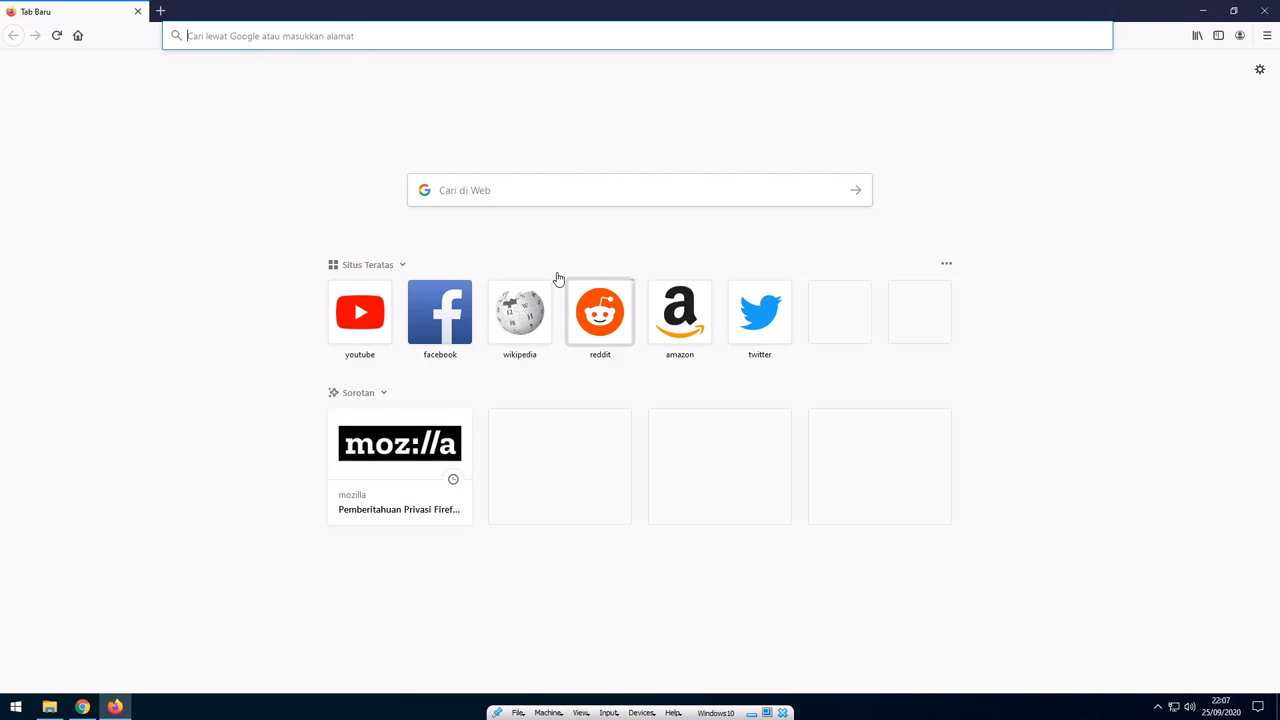 Tab Baru
Cari lewat Google atau masukkan alamat
Cari di Web
Situs Teratas
youtube
facebook
wikipedia
reddit
amazon
twitter
Sorotan
moz://a
mozilla
Pemberitahuan Privasi Firef...
File
Machine
View
Input
Devices
Help
Windows10
22:07
25/09/2020